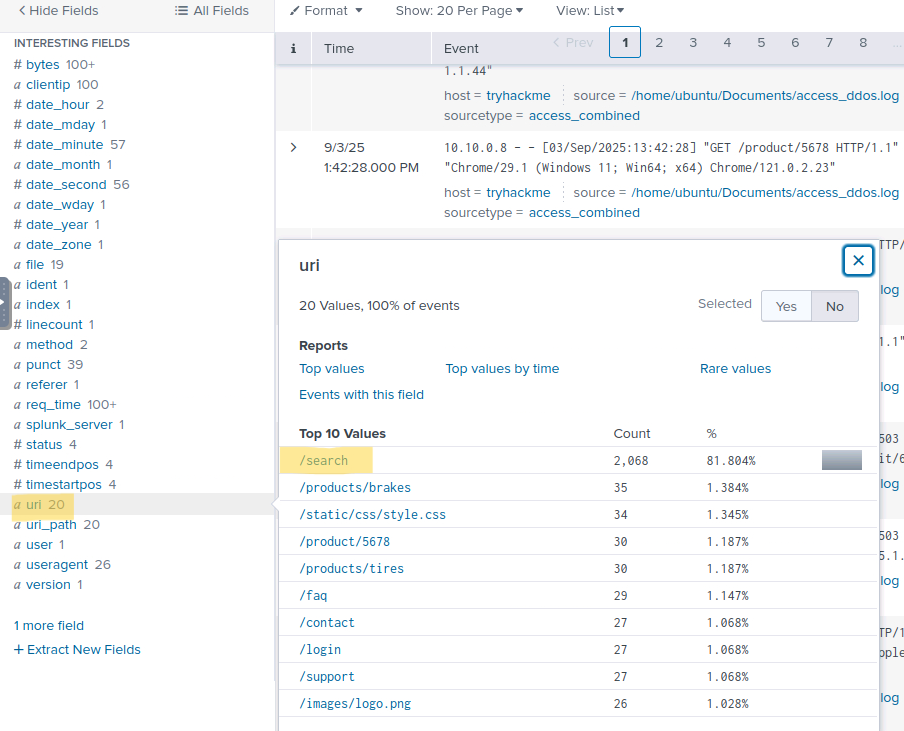 < Hide Fields
All Fields
Format
Show: 20 Per Page
View: List
INTERESTING FIELDS
# bytes 100+
a clientip 100
# date_hour 2
# date_mday 1
# date_minute 57
a date_month 1
# date_second 56
a date_wday 1
# date_year 1
a date_zone 1
a file 19
a ident 1
a index 1
# linecount 1
a method 2
a punct 39
a referer 1
a req_time 100+
a splunk_server 1
# status 4
# timeendpos 4
# timestartpos 4
a uri 20
a uri_path 20
a user 1
a useragent 26
a version 1
1 more field
+ Extract New Fields
i Time Event
< Prev 1 2 3 4 5 6 7 8 ...
1.1.44"
host = tryhackme source = /home/ubuntu/Documents/access_ddos.log
sourcetype = access_combined
9/3/25
1:42:28.000 PM
10.10.0.8 - - [03/Sep/2025:13:42:28] "GET /product/5678 HTTP/1.1"
"Chrome/29.1 (Windows 11; Win64; x64) Chrome/121.0.2.23"
host = tryhackme source = /home/ubuntu/Documents/access_ddos.log
sourcetype = access_combined
uri
20 Values, 100% of events
Selected Yes No
Reports
Top values Top values by time Rare values
Events with this field
Top 10 Values Count %
/search 2,068 81.804%
/products/brakes 35 1.384%
/static/css/style.css 34 1.345%
/product/5678 30 1.187%
/products/tires 30 1.187%
/faq 29 1.147%
/contact 27 1.068%
/login 27 1.068%
/support 27 1.068%
/images/logo.png 26 1.028%
TTP/
log
1.1"
log
503
it/6
log
503
5.1.
log
TP/1
pple
log